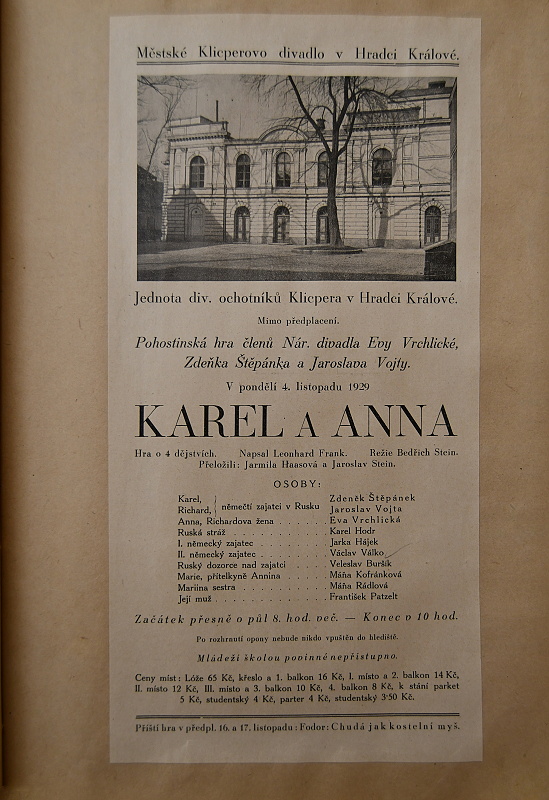 Městské Klicperovo divadlo v Hradci Králové.
Jednota div. ochotníků Klicpera v Hradci Králové.
Mimo předplacení.
Pohostinská hra členů Nár. divadla Evy Vrchlické,
Zdeňka Štěpánka a Jaroslava Vojty.
V pondělí 4. listopadu 1929
KAREL A ANNA
Hra o 4 dějstvích. Napsal Leonhard Frank. Režie Bedřich Stein.
Přeložili: Jarmila Haasová a Jaroslav Stein.
OSOBY:
Karel, } němečtí zajatci v Rusku Zdeněk Štěpánek
Richard, } Jaroslav Vojta
Anna, Richardova žena . . . . . . Eva Vrchlická
Ruská stráž . . . . . . . . . . . . Karel Hodr
I. německý zajatec . . . . . . . . . Jarka Hájek
II. německý zajatec . . . . . . . . Václav Válko
Ruský dozorce nad zajatci . . . . . Veleslav Buršík
Marie, přítelkyně Annina . . . . . Máňa Kofránková
Mariina sestra . . . . . . . . . . . Máňa Rádlová
Její muž . . . . . . . . . . . . . . František Patzelt
Začátek přesně o půl 8. hod. več. — Konec v 10 hod.
Po rozhrnutí opony nebude nikdo vpuštěn do hlediště.
Mládeži školou povinné nepřístupno.
Ceny míst: Lóže 65 Kč, křeslo a 1. balkon 16 Kč, I. místo a 2. balkon 14 Kč,
II. místo 12 Kč, III. místo a 3. balkon 10 Kč, 4. balkon 8 Kč, k stání parket
5 Kč, studentský 4 Kč, parter 4 Kč, studentský 3·50 Kč.
Příští hra v předpl. 16. a 17. listopadu: Fodor: Chudá jak kostelní myš.